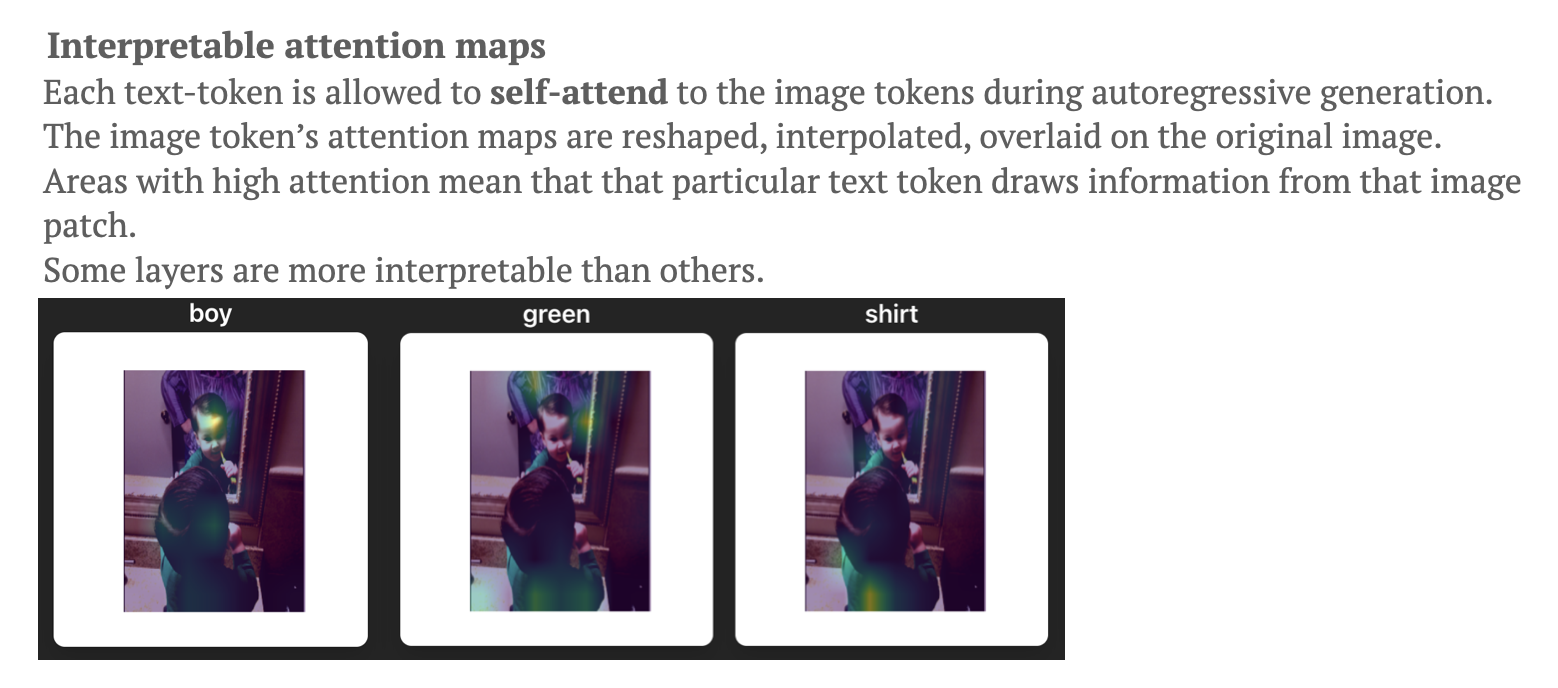 Interpretable attention maps
Each text-token is allowed to self-attend to the image tokens during autoregressive generation.
The image token’s attention maps are reshaped, interpolated, overlaid on the original image.
Areas with high attention mean that that particular text token draws information from that image
patch.
Some layers are more interpretable than others.
boy green shirt